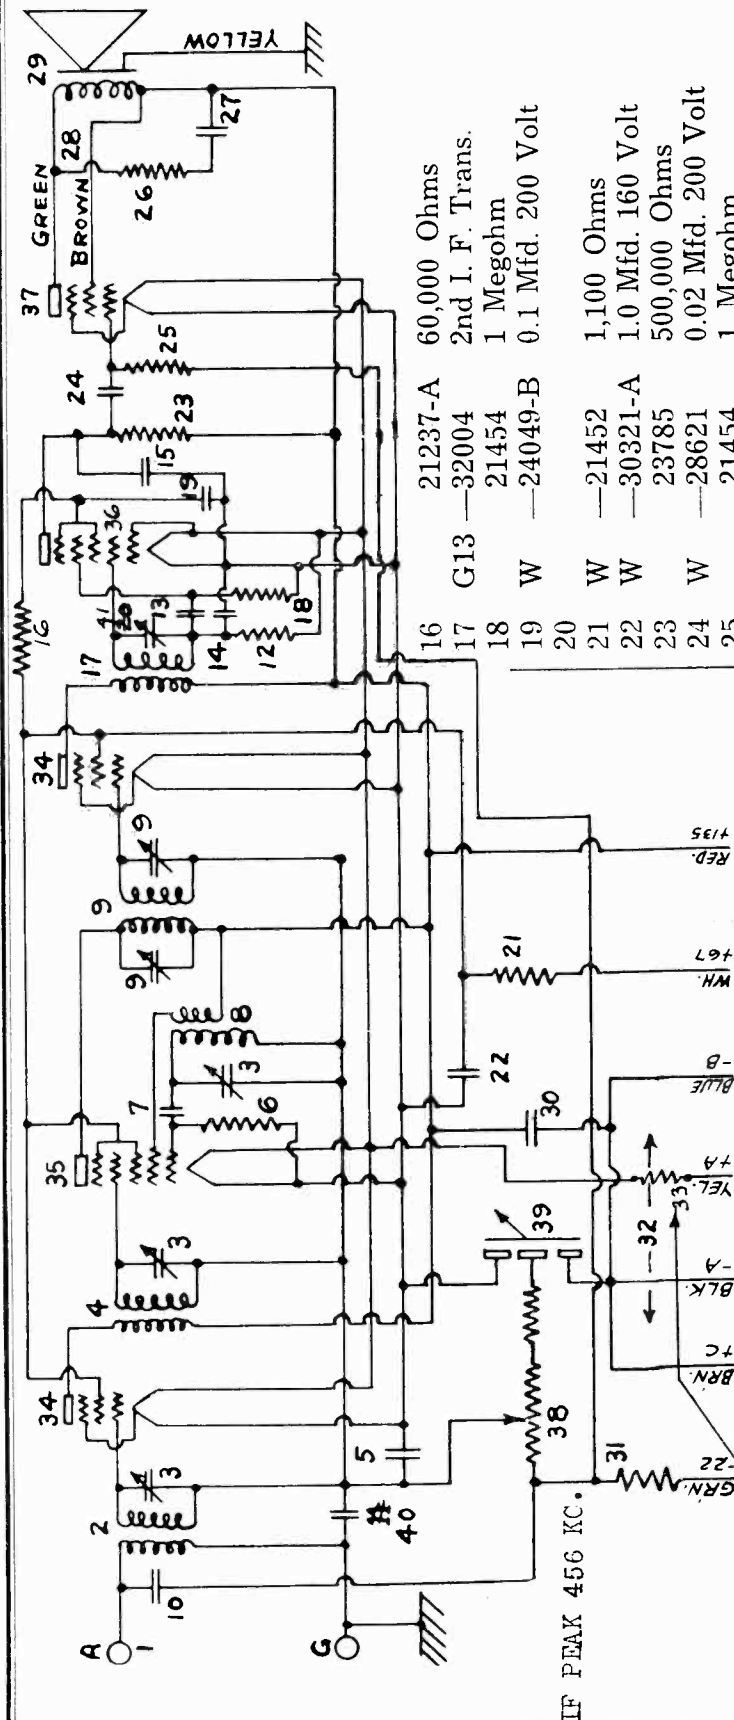 YELLOW
29
28
GREEN
BROWN
27
26
37
25
24
23
15
19
36
16
41
13
17
14
12
18
34
9
9
9
8
7
3
6
35
3
4
34
3
2
5
40
10
A
1
G
22
21
30
39
38
32
33
31
GRN.
-22
BRN.
+C
BLK.
-A
YEL.
+A
BLUE
-B
WH.
+67
RED.
+135
IF PEAK 456 KC.
16 21237-A 60,000 Ohms
17 G13 —32004 2nd I. F. Trans.
18 21454 1 Megohm
19 W —24049-B 0.1 Mfd. 200 Volt
20
21 W —21452 1,100 Ohms
22 W —30321-A 1.0 Mfd. 160 Volt
23 23785 500,000 Ohms
24 W —28621 0.02 Mfd. 200 Volt
25 21454 1 Megohm